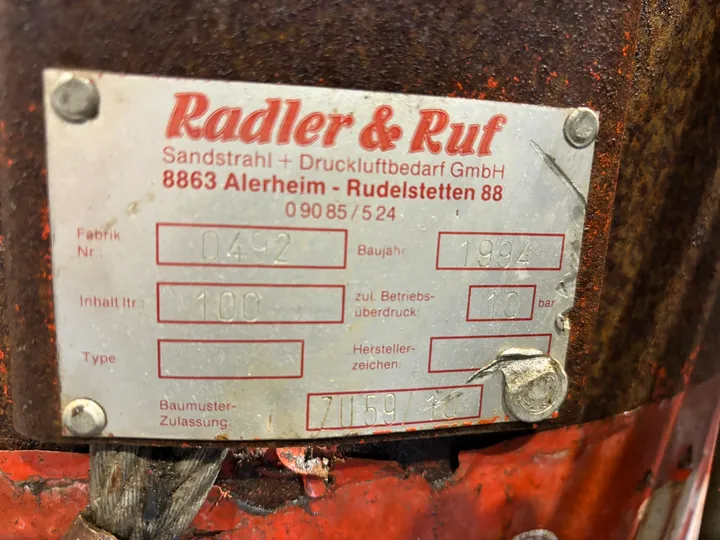 Radler & Ruf
Sandstrahl + Druckluftbedarf GmbH
8863 Alerheim - Rudelstetten 88
09085/524
Fabrik Nr. 0492 Baujahr 1994
Inhalt ltr.: 100 zul. Betriebs-überdruck: 10 bar
Type Hersteller-zeichen:
Baumuster-Zulassung: ZU59/